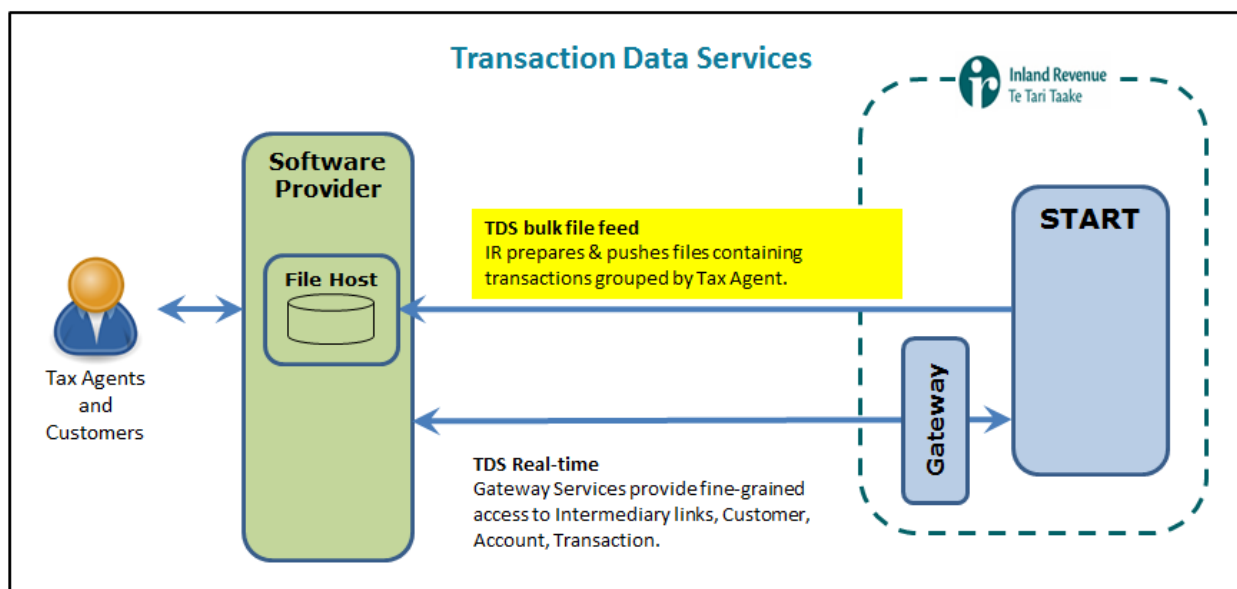 Transaction Data Services
Inland Revenue
Te Tari Taake
Software
Provider
START
TDS bulk file feed
IR prepares & pushes files containing
transactions grouped by Tax Agent.
File Host
Tax Agents
and
Customers
Gateway
TDS Real-time
Gateway Services provide fine-grained
access to Intermediary links, Customer,
Account, Transaction.